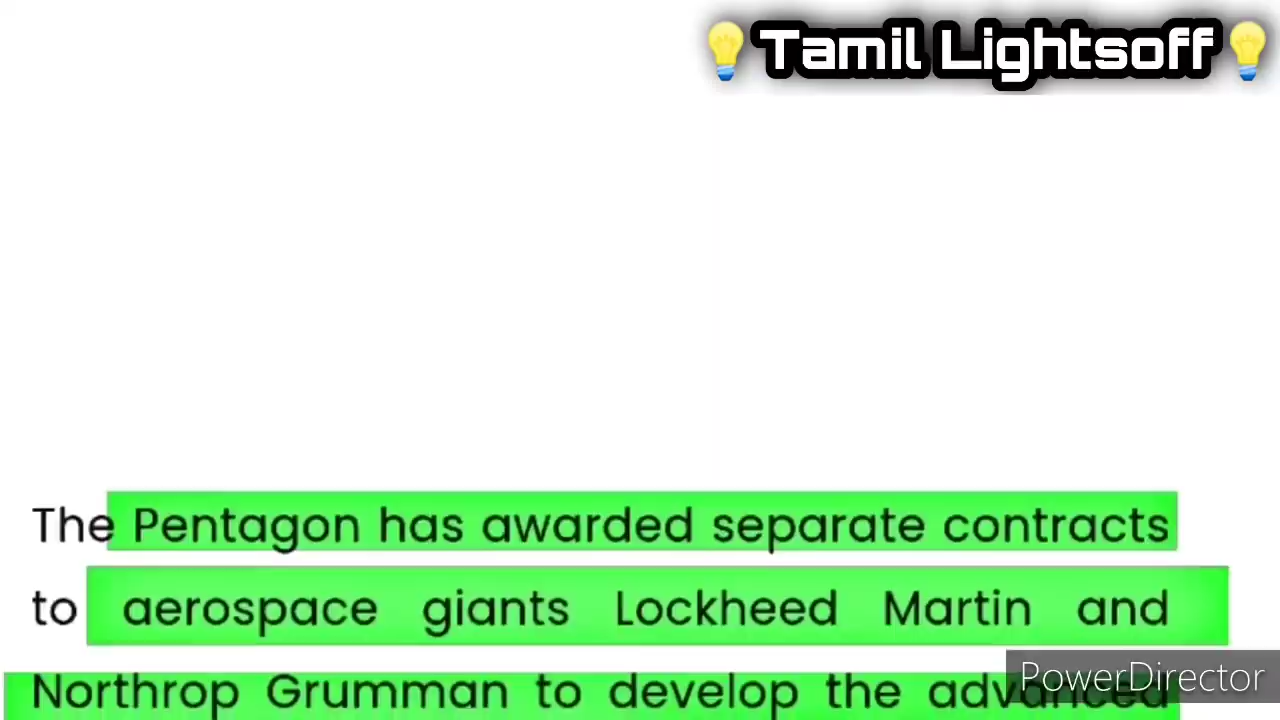 Tamil Lightsoff
The Pentagon has awarded separate contracts
to aerospace giants Lockheed Martin and
Northrop Grumman to develop the advanced
PowerDirector